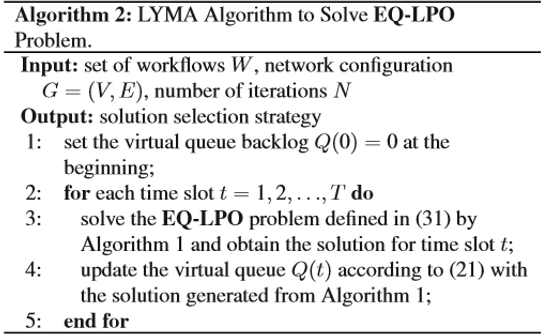 Algorithm 2: LYMA Algorithm to Solve EQ-LPO
Problem.
Input: set of workflows W, network configuration
G = (V, E), number of iterations N
Output: solution selection strategy
1: set the virtual queue backlog Q(0) = 0 at the
beginning;
2: for each time slot t = 1, 2, ..., T do
3: solve the EQ-LPO problem defined in (31) by
Algorithm 1 and obtain the solution for time slot t;
4: update the virtual queue Q(t) according to (21) with
the solution generated from Algorithm 1;
5: end for